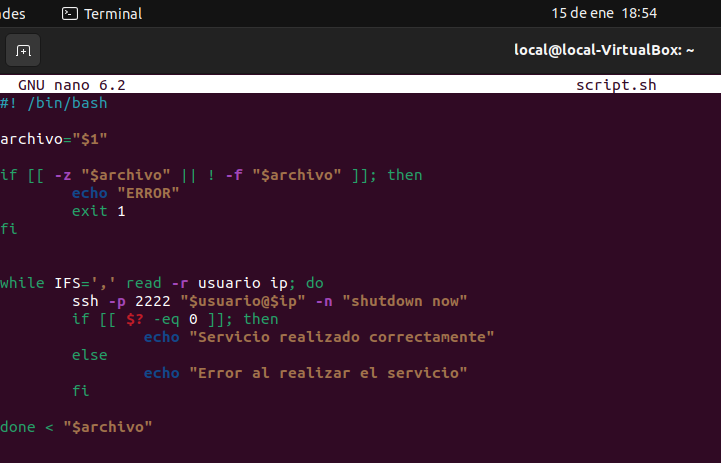 des Terminal 15 de ene 18:54
local@local-VirtualBox: ~
GNU nano 6.2 script.sh
#! /bin/bash
archivo="$1"
if [[ -z "$archivo" || ! -f "$archivo" ]]; then
echo "ERROR"
exit 1
fi
while IFS=',' read -r usuario ip; do
ssh -p 2222 "$usuario@$ip" -n "shutdown now"
if [[ $? -eq 0 ]]; then
echo "Servicio realizado correctamente"
else
echo "Error al realizar el servicio"
fi
done < "$archivo"